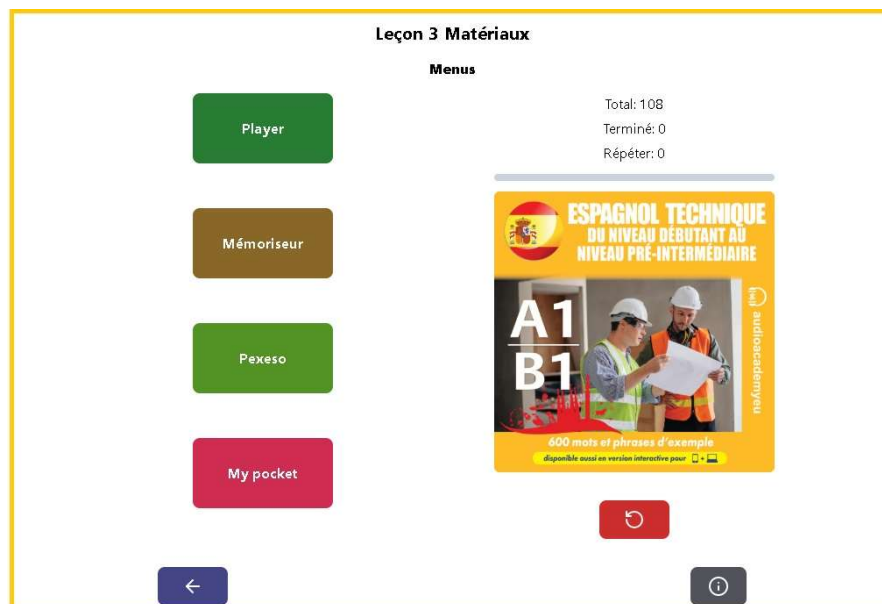 Leçon 3 Matériaux
Menus
Player
Mémoriseur
Pexeso
My pocket
Total: 108
Terminé: 0
Répéter: 0
ESPAGNOL TECHNIQUE
DU NIVEAU DÉBUTANT AU
NIVEAU PRÉ-INTERMÉDIAIRE
A1
B1
audioacademyeu
600 mots et phrases d'exemple
disponible aussi en version interactive pour